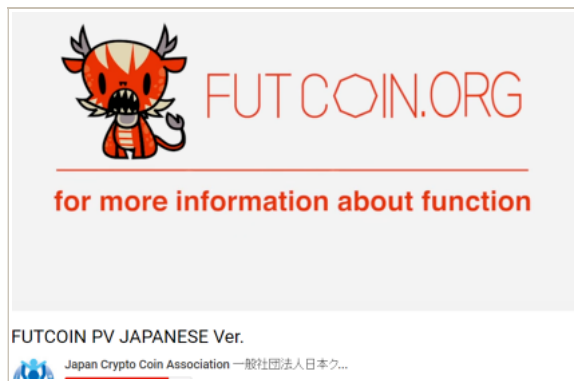 FUTCOIN.ORG
for more information about function
FUTCOIN PV JAPANESE Ver.
Japan Crypto Coin Association 一般社団法人日本ク...